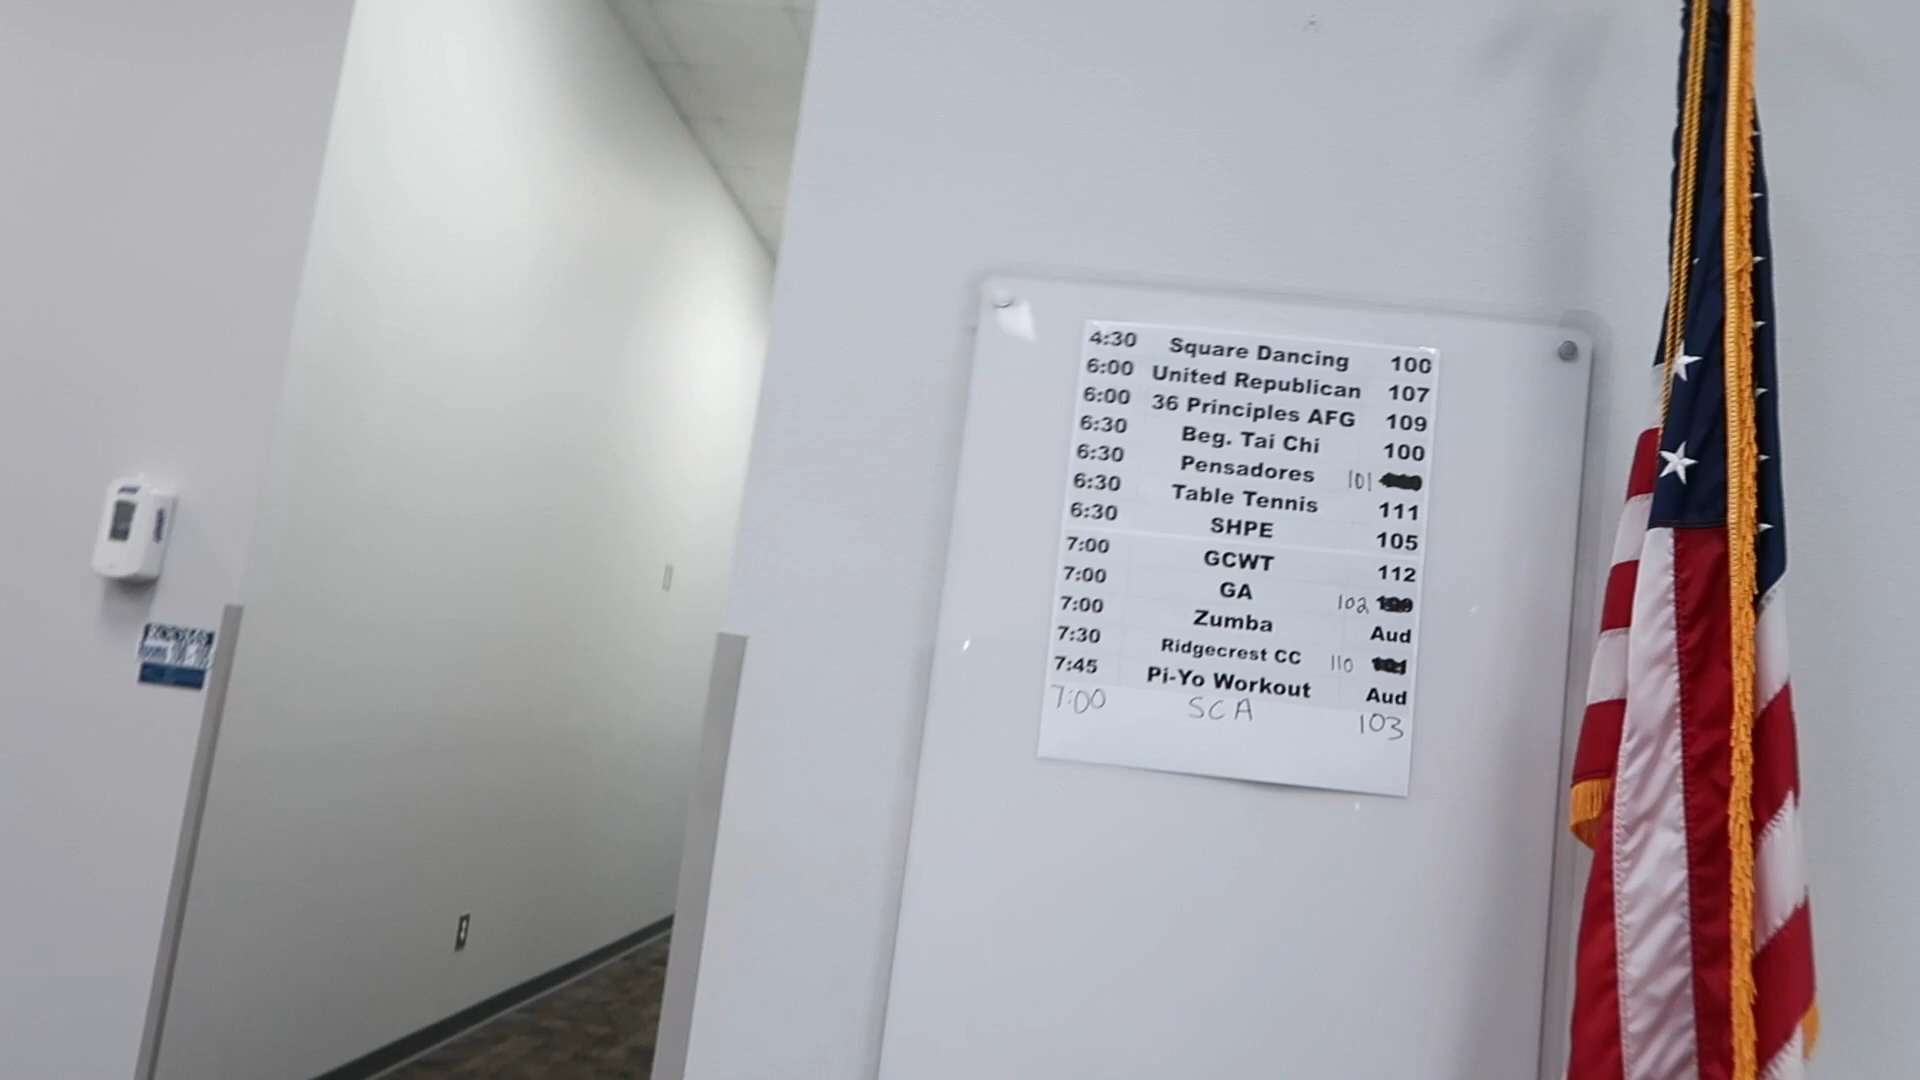 4:30 Square Dancing 100
6:00 United Republican 107
6:00 36 Principles AFG 109
6:30 Beg. Tai Chi 100
6:30 Pensadores 101
6:30 Table Tennis 111
6:30 SHPE 105
7:00 GCWT 112
7:00 GA 102
7:00 Zumba Aud
7:30 Ridgecrest CC 110
7:45 Pi-Yo Workout Aud
7:00 SCA 103